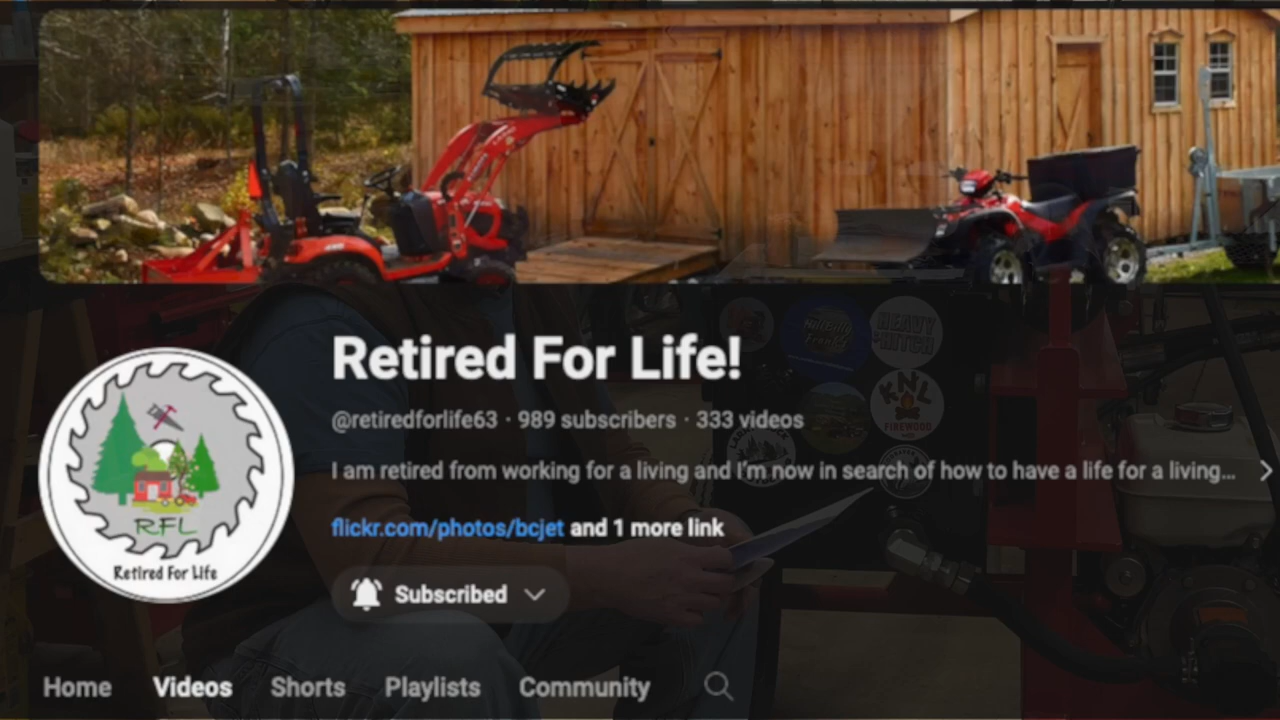 Retired For Life!
@retiredforlife63 · 989 subscribers · 333 videos
I am retired from working for a living and I'm now in search of how to have a life for a living...
flickr.com/photos/bcjet and 1 more link
Subscribed
RFL
Retired For Life
Home Videos Shorts Playlists Community
HEAVY HITCH
KNL
FIREWOOD